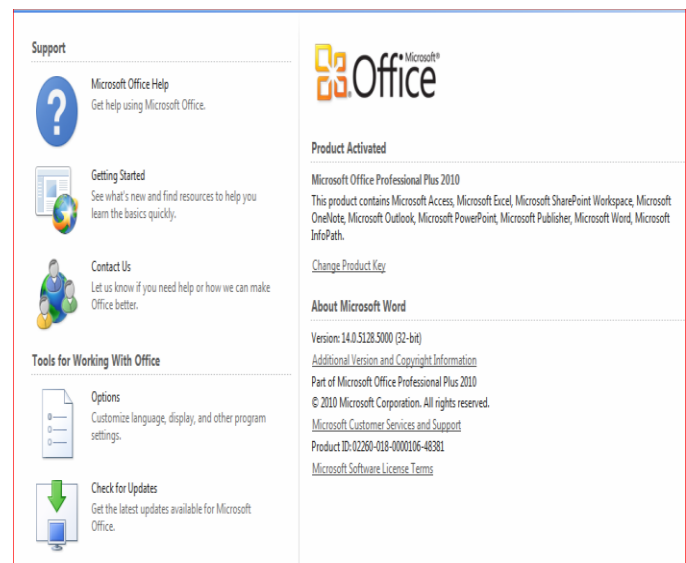 Support
Microsoft Office Help
Get help using Microsoft Office.
Getting Started
See what's new and find resources to help you
learn the basics quickly.
Contact Us
Let us know if you need help or how we can make
Office better.
Tools for Working With Office
Options
Customize language, display, and other program
settings.
Check for Updates
Get the latest updates available for Microsoft
Office.
Microsoft®
Office
Product Activated
Microsoft Office Professional Plus 2010
This product contains Microsoft Access, Microsoft Excel, Microsoft SharePoint Workspace, Microsoft
OneNote, Microsoft Outlook, Microsoft PowerPoint, Microsoft Publisher, Microsoft Word, Microsoft
InfoPath.
Change Product Key
About Microsoft Word
Version: 14.0.5128.5000 (32-bit)
Additional Version and Copyright Information
Part of Microsoft Office Professional Plus 2010
© 2010 Microsoft Corporation. All rights reserved.
Microsoft Customer Services and Support
Product ID: 02260-018-0000106-48381
Microsoft Software License Terms